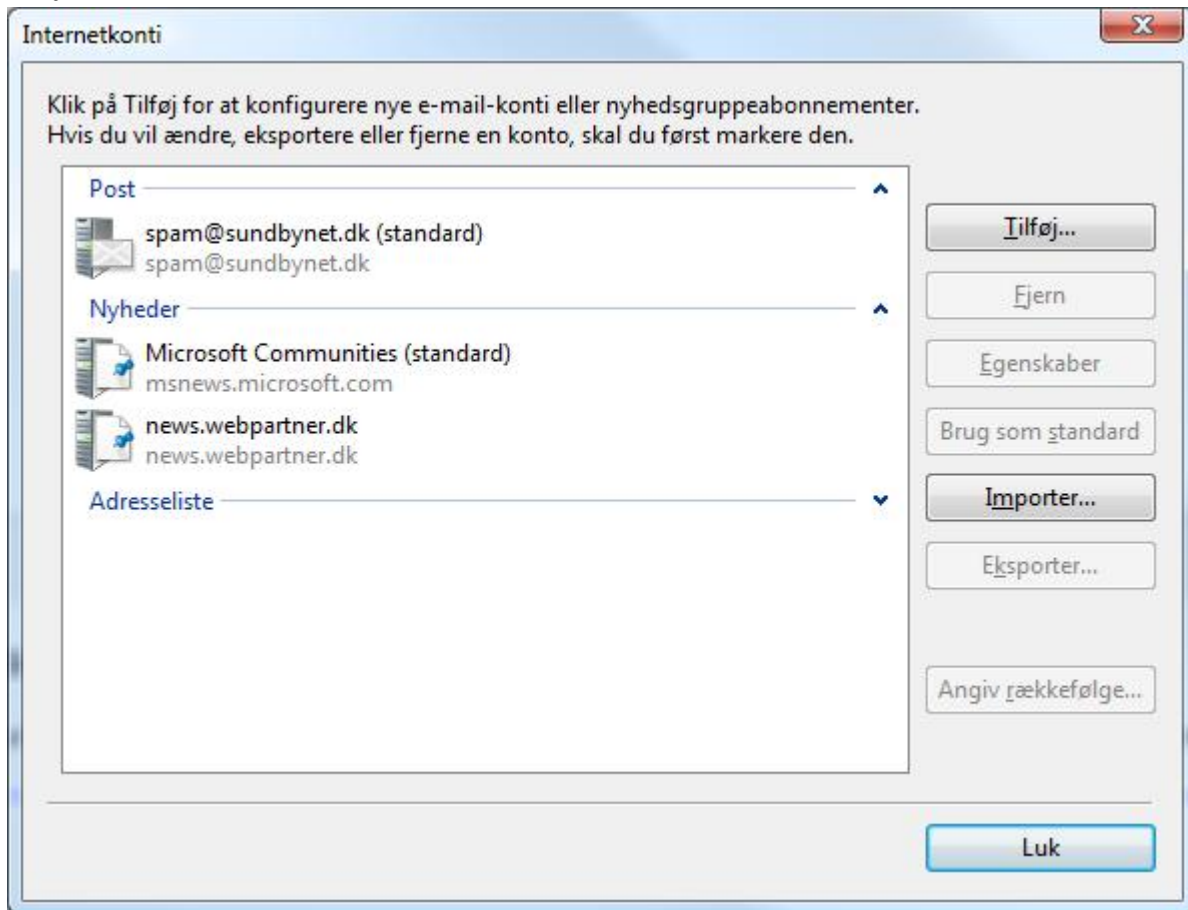 Internetkonti
Klik på Tilføj for at konfigurere nye e-mail-konti eller nyhedsgruppeabonnementer.
Hvis du vil ændre, eksportere eller fjerne en konto, skal du først markere den.
Post
spam@sundbynet.dk (standard)
spam@sundbynet.dk
Nyheder
Microsoft Communities (standard)
msnews.microsoft.com
news.webpartner.dk
news.webpartner.dk
Adresseliste
Tilføj...
Fjern
Egenskaber
Brug som standard
Importer...
Eksporter...
Angiv rækkefølge...
Luk